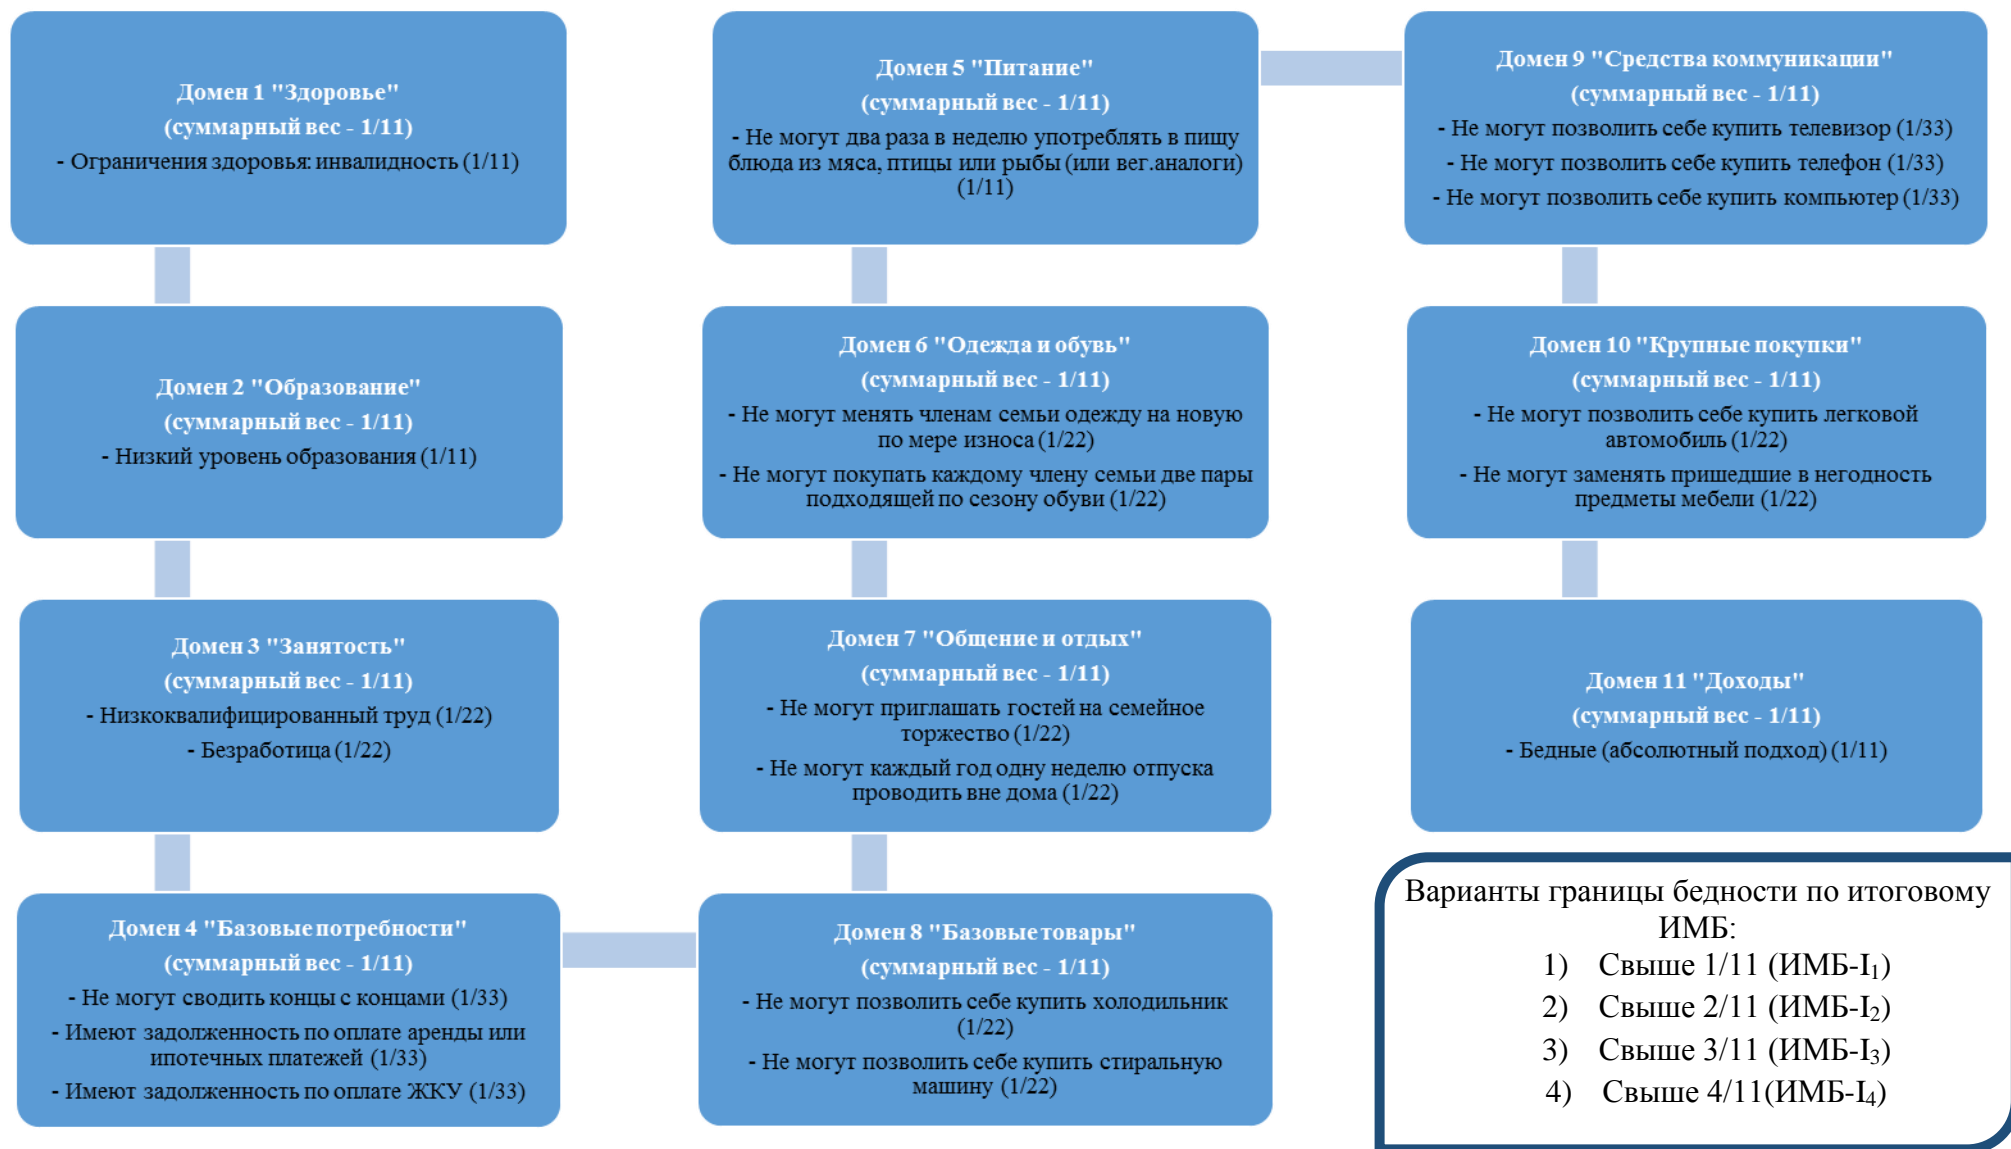 Домен 1 "Здоровье"
(суммарный вес - 1/11)
- Ограничения здоровья: инвалидность (1/11)
Домен 2 "Образование"
(суммарный вес - 1/11)
- Низкий уровень образования (1/11)
Домен 3 "Занятость"
(суммарный вес - 1/11)
- Низкоквалифицированный труд (1/22)
- Безработица (1/22)
Домен 4 "Базовые потребности"
(суммарный вес - 1/11)
- Не могут сводить концы с концами (1/33)
- Имеют задолженность по оплате аренды или
ипотечных платежей (1/33)
- Имеют задолженность по оплате ЖКУ (1/33)
Домен 5 "Питание"
(суммарный вес - 1/11)
- Не могут два раза в неделю употреблять в пищу
блюда из мяса, птицы или рыбы (или вег.аналоги)
(1/11)
Домен 6 "Одежда и обувь"
(суммарный вес - 1/11)
- Не могут менять членам семьи одежду на новую
по мере износа (1/22)
- Не могут покупать каждому члену семьи две пары
подходящей по сезону обуви (1/22)
Домен 7 "Общение и отдых"
(суммарный вес - 1/11)
- Не могут приглашать гостей на семейное
торжество (1/22)
- Не могут каждый год одну неделю отпуска
проводить вне дома (1/22)
Домен 8 "Базовые товары"
(суммарный вес - 1/11)
- Не могут позволить себе купить холодильник
(1/22)
- Не могут позволить себе купить стиральную
машину (1/22)
Домен 9 "Средства коммуникации"
(суммарный вес - 1/11)
- Не могут позволить себе купить телевизор (1/33)
- Не могут позволить себе купить телефон (1/33)
- Не могут позволить себе купить компьютер (1/33)
Домен 10 "Крупные покупки"
(суммарный вес - 1/11)
- Не могут позволить себе купить легковой
автомобиль (1/22)
- Не могут заменять пришедшие в негодность
предметы мебели (1/22)
Домен 11 "Доходы"
(суммарный вес - 1/11)
- Бедные (абсолютный подход) (1/11)
Варианты границы бедности по итоговому
ИМБ:
1) Свыше 1/11 (ИМБ-I₁)
2) Свыше 2/11 (ИМБ-I₂)
3) Свыше 3/11 (ИМБ-I₃)
4) Свыше 4/11(ИМБ-I₄)